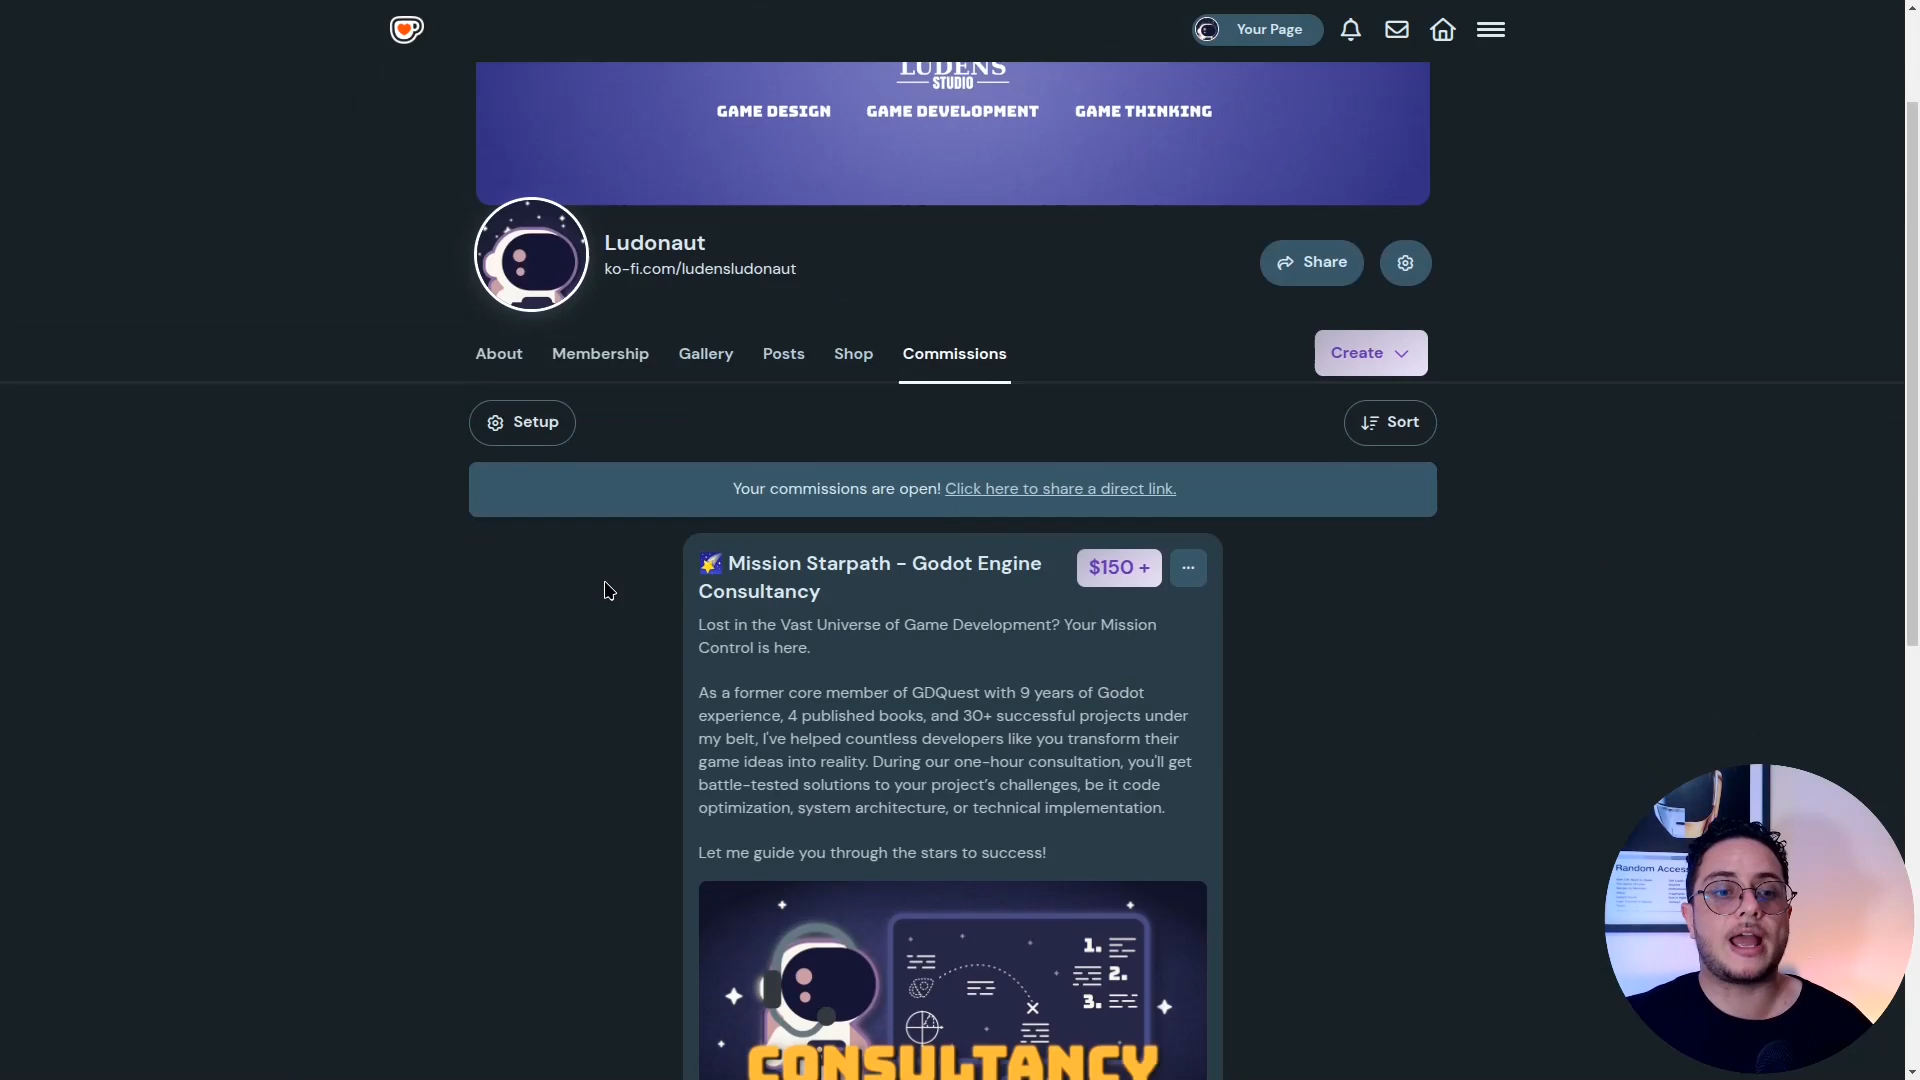 Your Page
LUDENS
STUDIO
GAME DESIGN GAME DEVELOPMENT GAME THINKING
Ludonaut
ko-fi.com/ludensludonaut
Share
About Membership Gallery Posts Shop Commissions
Create
Setup
Sort
Your commissions are open! Click here to share a direct link.
Mission Starpath - Godot Engine
Consultancy
$150 +
Lost in the Vast Universe of Game Development? Your Mission
Control is here.
As a former core member of GDQuest with 9 years of Godot
experience, 4 published books, and 30+ successful projects under
my belt, I've helped countless developers like you transform their
game ideas into reality. During our one-hour consultation, you'll get
battle-tested solutions to your project's challenges, be it code
optimization, system architecture, or technical implementation.
Let me guide you through the stars to success!
1.
2.
3.
CONSULTANCY
Random Access